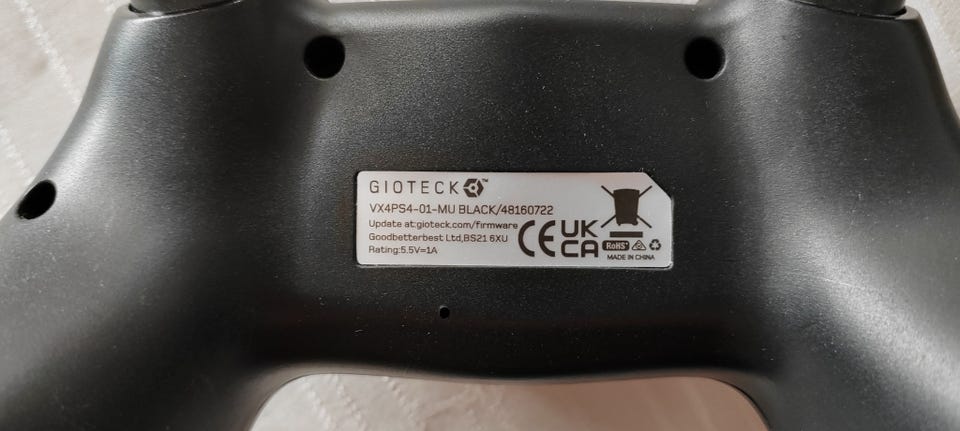 GIOTECK™
VX4PS4-01-MU BLACK/48160722
Update at:gioteck.com/firmware
Goodbetterbest Ltd,BS21 6XU
Rating:5.5V=1A
CE
UK
CA
RoHS
MADE IN CHINA